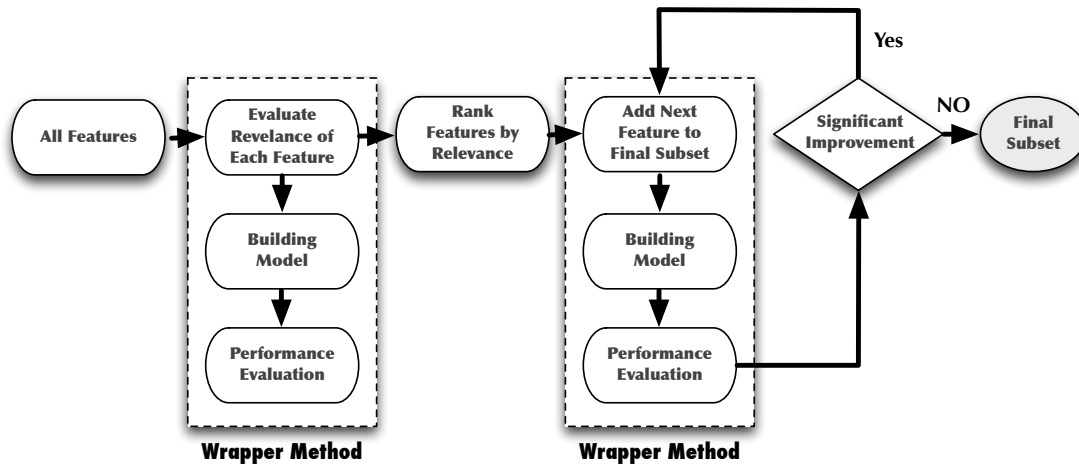 All Features
Evaluate
Revelance of
Each Feature
Building
Model
Performance
Evaluation
Wrapper Method
Rank
Features by
Relevance
Add Next
Feature to
Final Subset
Building
Model
Performance
Evaluation
Wrapper Method
Yes
Significant
Improvement
NO
Final
Subset